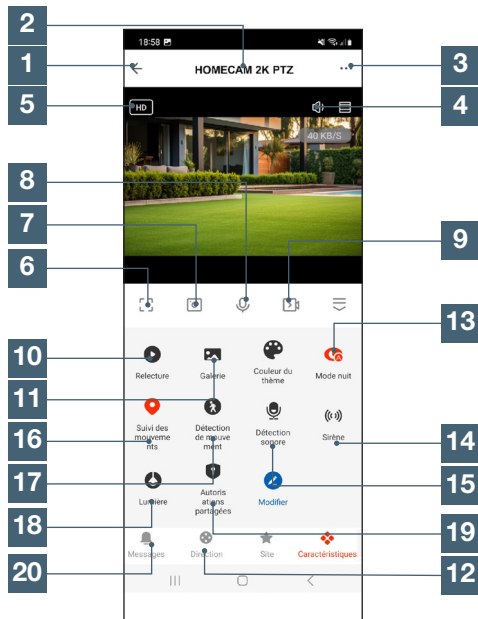 2
18:58
1
HOMECAM 2K PTZ
3
5
HD
4
40 KB/S
8
7
9
6
13
10
Relecture
Galerie
Couleur du
thème
Mode nuit
11
16
Suivi des
mouveme
nts
Détection
de mouve
ment
Détection
sonore
Sirène
14
17
15
Lumière
Autoris
ations
partagées
Modifier
18
19
Messages
Direction
Site
Caractéristiques
20
12